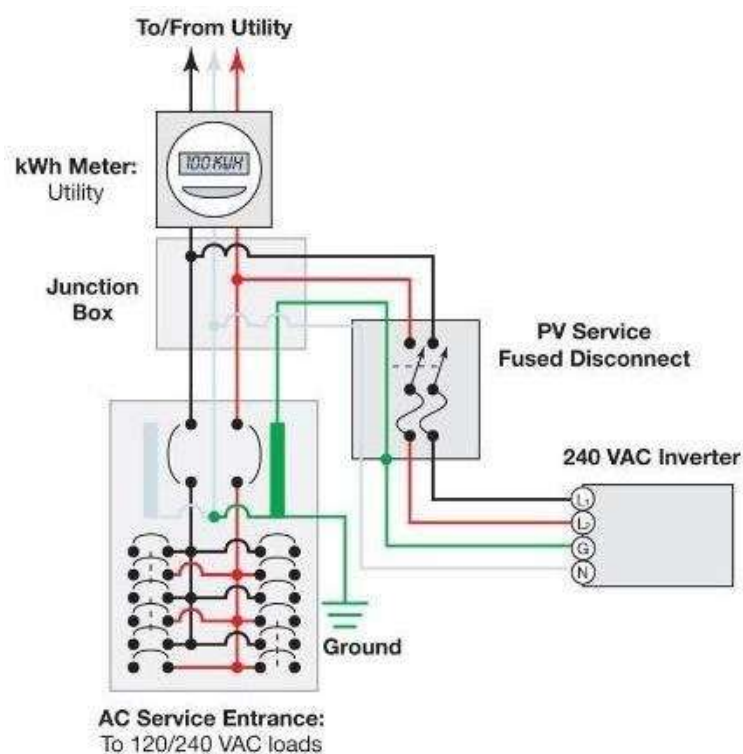 To/From Utility
100 KWH
kWh Meter:
Utility
Junction
Box
PV Service
Fused Disconnect
240 VAC Inverter
L1
L2
G
N
Ground
AC Service Entrance:
To 120/240 VAC loads